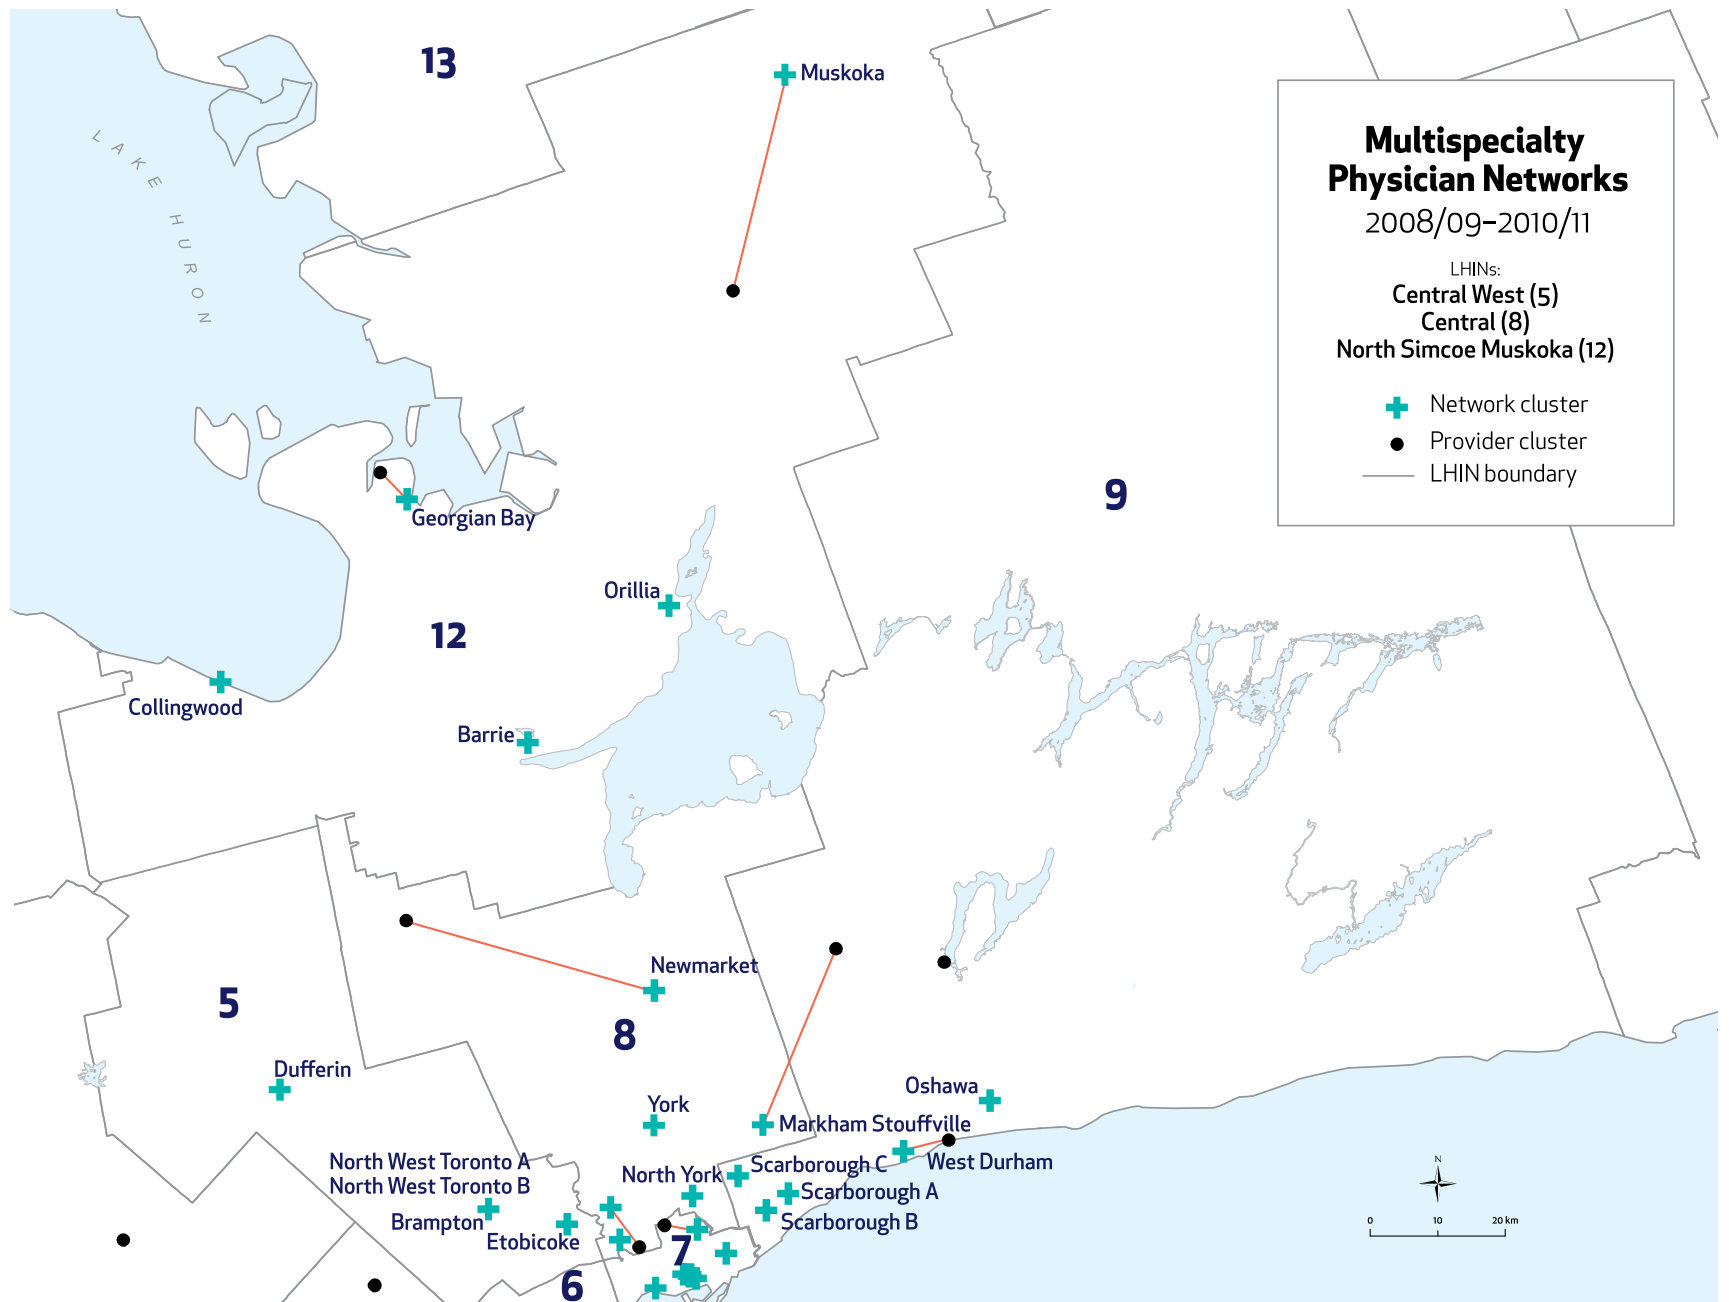 13
Muskoka
LAKE HURON
Multispecialty
Physician Networks
2008/09–2010/11
LHINs:
Central West (5)
Central (8)
North Simcoe Muskoka (12)
Network cluster
Provider cluster
LHIN boundary
9
Georgian Bay
Orillia
12
Collingwood
Barrie
Newmarket
5
8
Dufferin
Oshawa
York
Markham Stouffville
North West Toronto A
North West Toronto B
North York
Scarborough C
West Durham
Scarborough A
Brampton
Scarborough B
Etobicoke
7
6
N
0 10 20 km